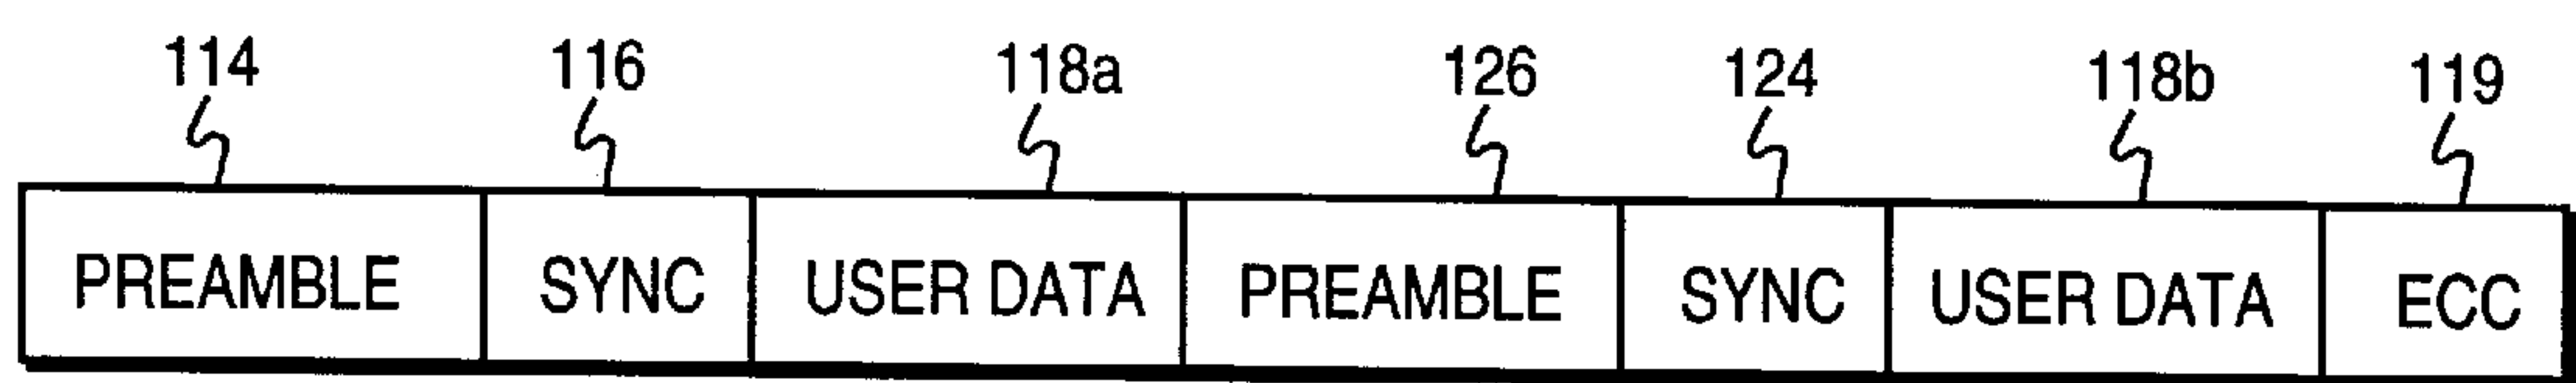 114 116 118a 126 124 118b 119
PREAMBLE SYNC USER DATA PREAMBLE SYNC USER DATA ECC